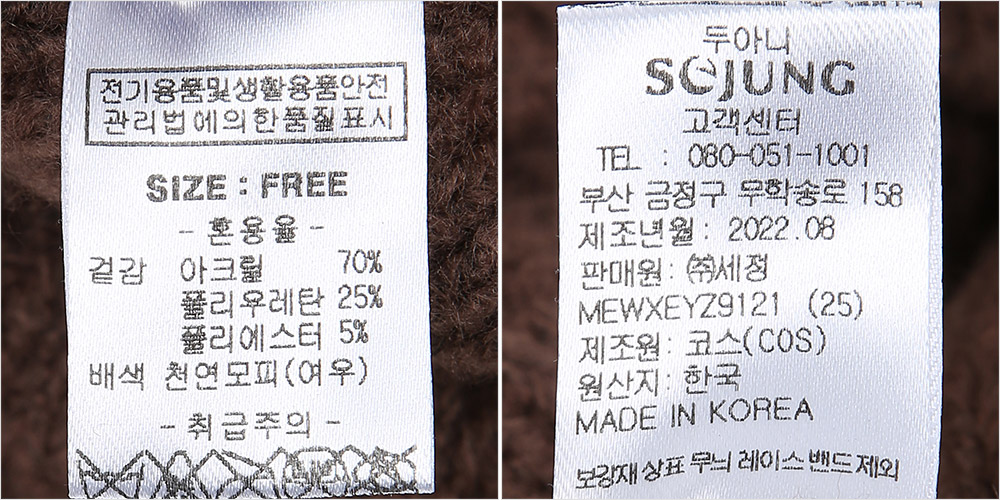 전기용품및생활용품안전
관리법에의한품질표시
SIZE : FREE
- 혼용율 -
겉감 아크릴 70%
폴리우레탄 25%
폴리에스터 5%
배색 천연모피(여우)
- 취급주의 -
두아니
SEJUNG
고객센터
TEL : 080-051-1001
부산 금정구 무학송로 158
제조년월: 2022.08
판매원: ㈜세정
MEWXEYZ9121 (25)
제조원: 코스(COS)
원산지: 한국
MADE IN KOREA
보강재 상표 무늬 레이스 밴드 제외